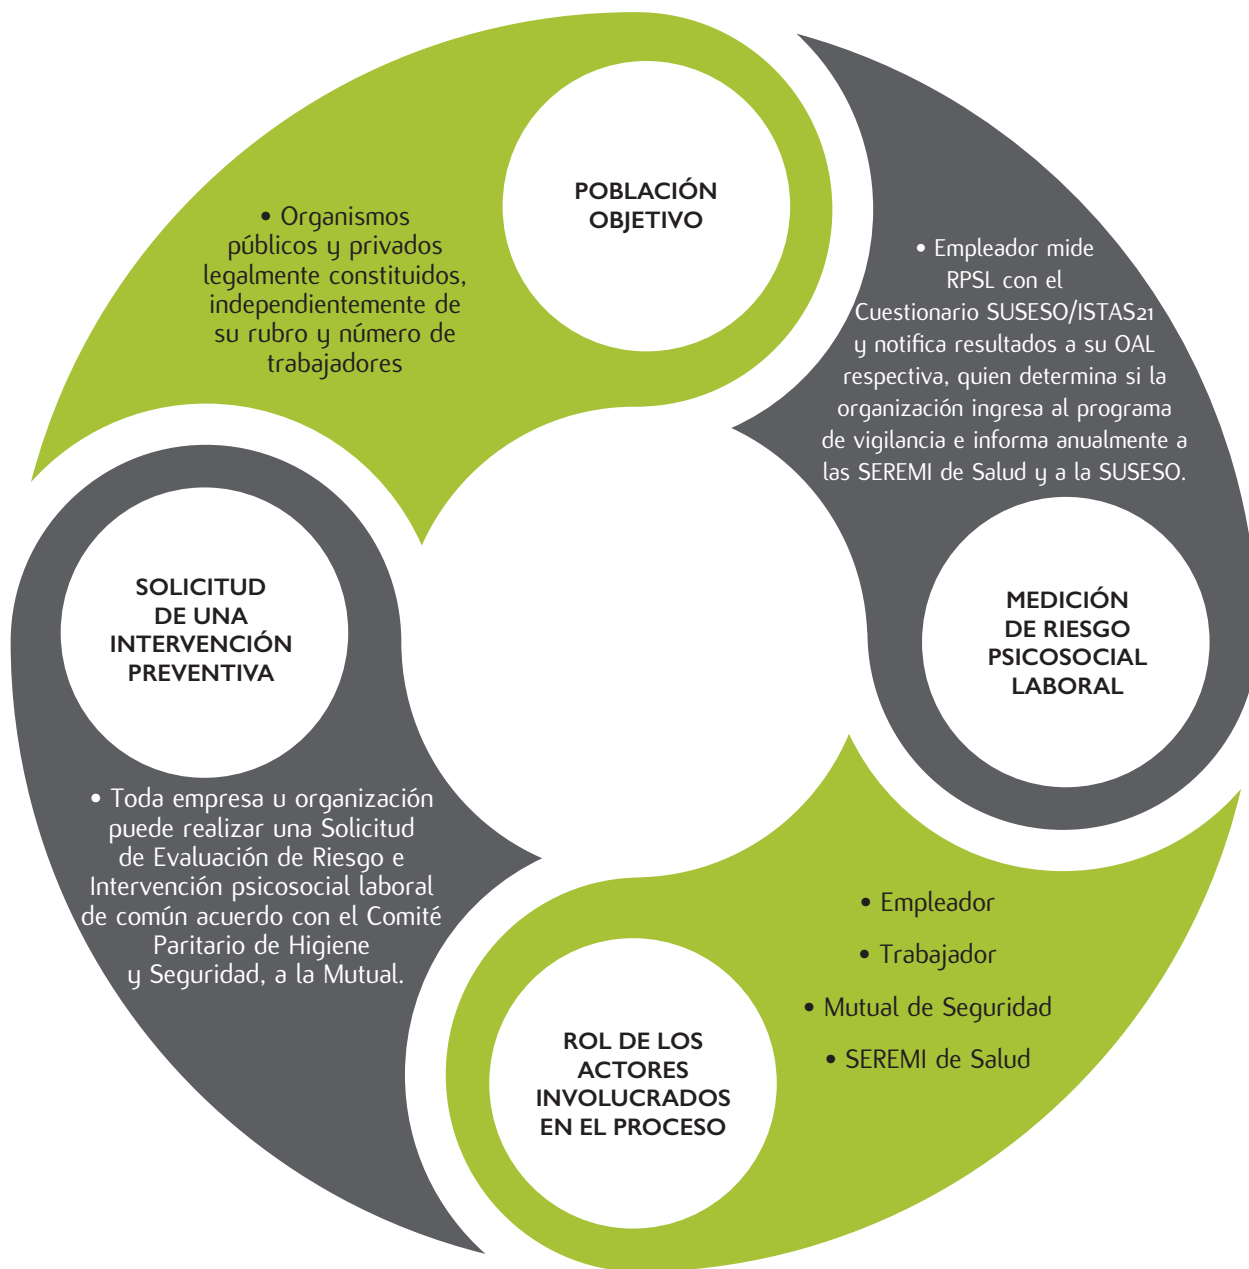 POBLACIÓN
OBJETIVO
• Organismos
públicos y privados
legalmente constituidos,
independientemente de
su rubro y número de
trabajadores
• Empleador mide
RPSL con el
Cuestionario SUSESO/ISTAS21
y notifica resultados a su OAL
respectiva, quien determina si la
organización ingresa al programa
de vigilancia e informa anualmente a
las SEREMI de Salud y a la SUSESO.
MEDICIÓN
DE RIESGO
PSICOSOCIAL
LABORAL
• Empleador
• Trabajador
• Mutual de Seguridad
• SEREMI de Salud
ROL DE LOS
ACTORES
INVOLUCRADOS
EN EL PROCESO
SOLICITUD
DE UNA
INTERVENCIÓN
PREVENTIVA
• Toda empresa u organización
puede realizar una Solicitud
de Evaluación de Riesgo e
Intervención psicosocial laboral
de común acuerdo con el Comité
Paritario de Higiene
y Seguridad, a la Mutual.